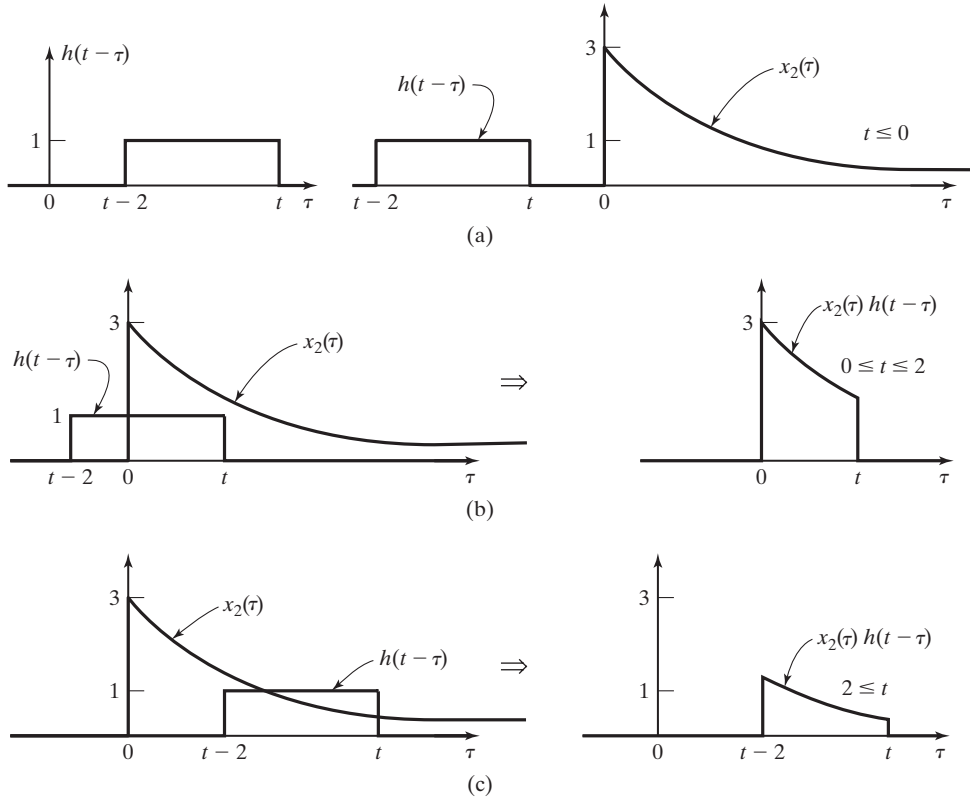 h(t − τ)
1
0
t − 2
t
τ
h(t − τ)
3
1
x₂(τ)
t ≤ 0
t − 2
t
0
τ
(a)
h(t − τ)
3
1
x₂(τ)
t − 2
0
t
τ
⇒
3
x₂(τ) h(t − τ)
0 ≤ t ≤ 2
0
t
τ
(b)
3
1
x₂(τ)
h(t − τ)
0
t − 2
t
τ
⇒
3
1
x₂(τ) h(t − τ)
2 ≤ t
0
t − 2
t
τ
(c)